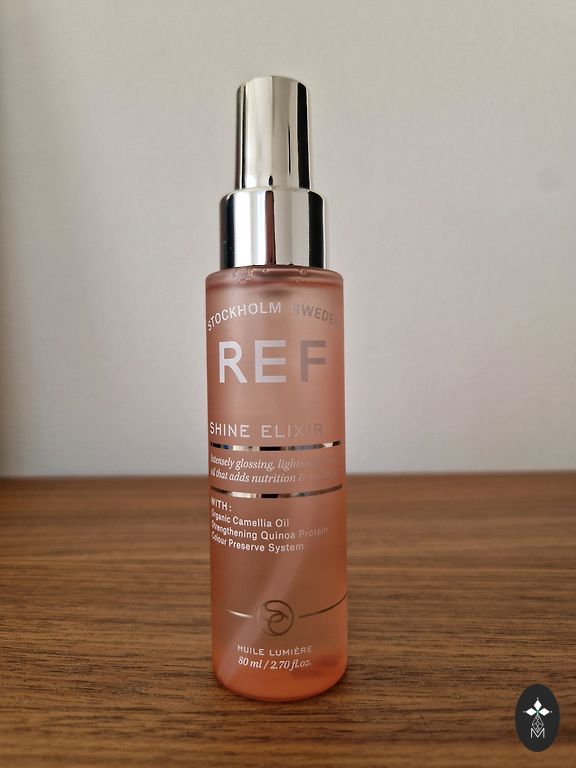 STOCKHOLM SWEDEN
REF
SHINE ELIXIR
Intensely glossing,
oil that adds nutrition &
WITH:
Organic Camellia Oil
Strengthening Quinoa Protein
Colour Preserve System
HUILE LUMIÈRE
80 ml / 2.70 fl.oz.
M